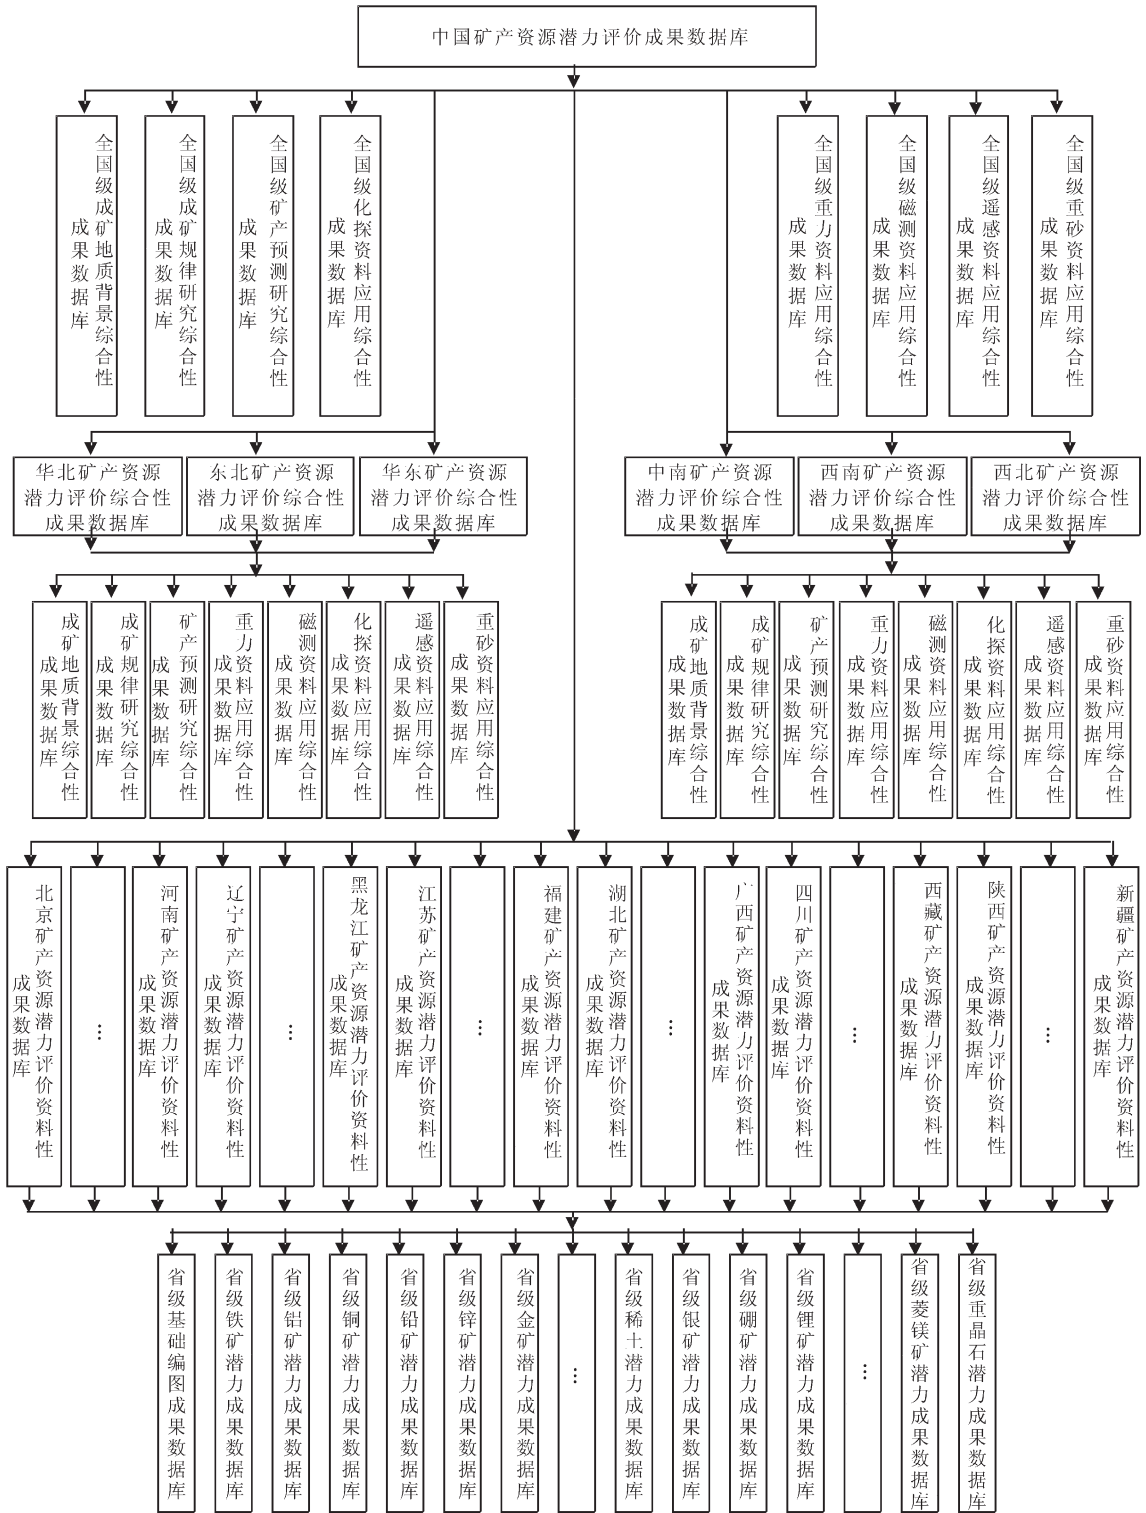 中国矿产资源潜力评价成果数据库
全国级成矿地质背景综合性
成果数据库
全国级成矿规律研究综合性
成果数据库
全国级矿产预测研究综合性
成果数据库
全国级化探资料应用综合性
成果数据库
全国级重力资料应用综合性
成果数据库
全国级磁测资料应用综合性
成果数据库
全国级遥感资料应用综合性
成果数据库
全国级重砂资料应用综合性
成果数据库
华北矿产资源
潜力评价综合性
成果数据库
东北矿产资源
潜力评价综合性
成果数据库
华东矿产资源
潜力评价综合性
成果数据库
中南矿产资源
潜力评价综合性
成果数据库
西南矿产资源
潜力评价综合性
成果数据库
西北矿产资源
潜力评价综合性
成果数据库
成矿地质背景综合性
成果数据库
成矿规律研究综合性
成果数据库
矿产预测研究综合性
成果数据库
重力资料应用综合性
成果数据库
磁测资料应用综合性
成果数据库
化探资料应用综合性
成果数据库
遥感资料应用综合性
成果数据库
重砂资料应用综合性
成果数据库
成矿地质背景综合性
成果数据库
成矿规律研究综合性
成果数据库
矿产预测研究综合性
成果数据库
重力资料应用综合性
成果数据库
磁测资料应用综合性
成果数据库
化探资料应用综合性
成果数据库
遥感资料应用综合性
成果数据库
重砂资料应用综合性
成果数据库
北京矿产资源潜力评价资料性
成果数据库
…
河南矿产资源潜力评价资料性
成果数据库
辽宁矿产资源潜力评价资料性
成果数据库
…
黑龙江矿产资源潜力评价资料性
成果数据库
江苏矿产资源潜力评价资料性
成果数据库
…
福建矿产资源潜力评价资料性
成果数据库
湖北矿产资源潜力评价资料性
成果数据库
…
广西矿产资源潜力评价资料性
成果数据库
四川矿产资源潜力评价资料性
成果数据库
…
西藏矿产资源潜力评价资料性
成果数据库
陕西矿产资源潜力评价资料性
成果数据库
…
新疆矿产资源潜力评价资料性
成果数据库
省级基础编图成果数据库
省级铁矿潜力成果数据库
省级铝矿潜力成果数据库
省级铜矿潜力成果数据库
省级铅矿潜力成果数据库
省级锌矿潜力成果数据库
省级金矿潜力成果数据库
…
省级稀土潜力成果数据库
省级银矿潜力成果数据库
省级硼矿潜力成果数据库
省级锂矿潜力成果数据库
…
省级菱镁矿潜力成果数据库
省级重晶石潜力成果数据库